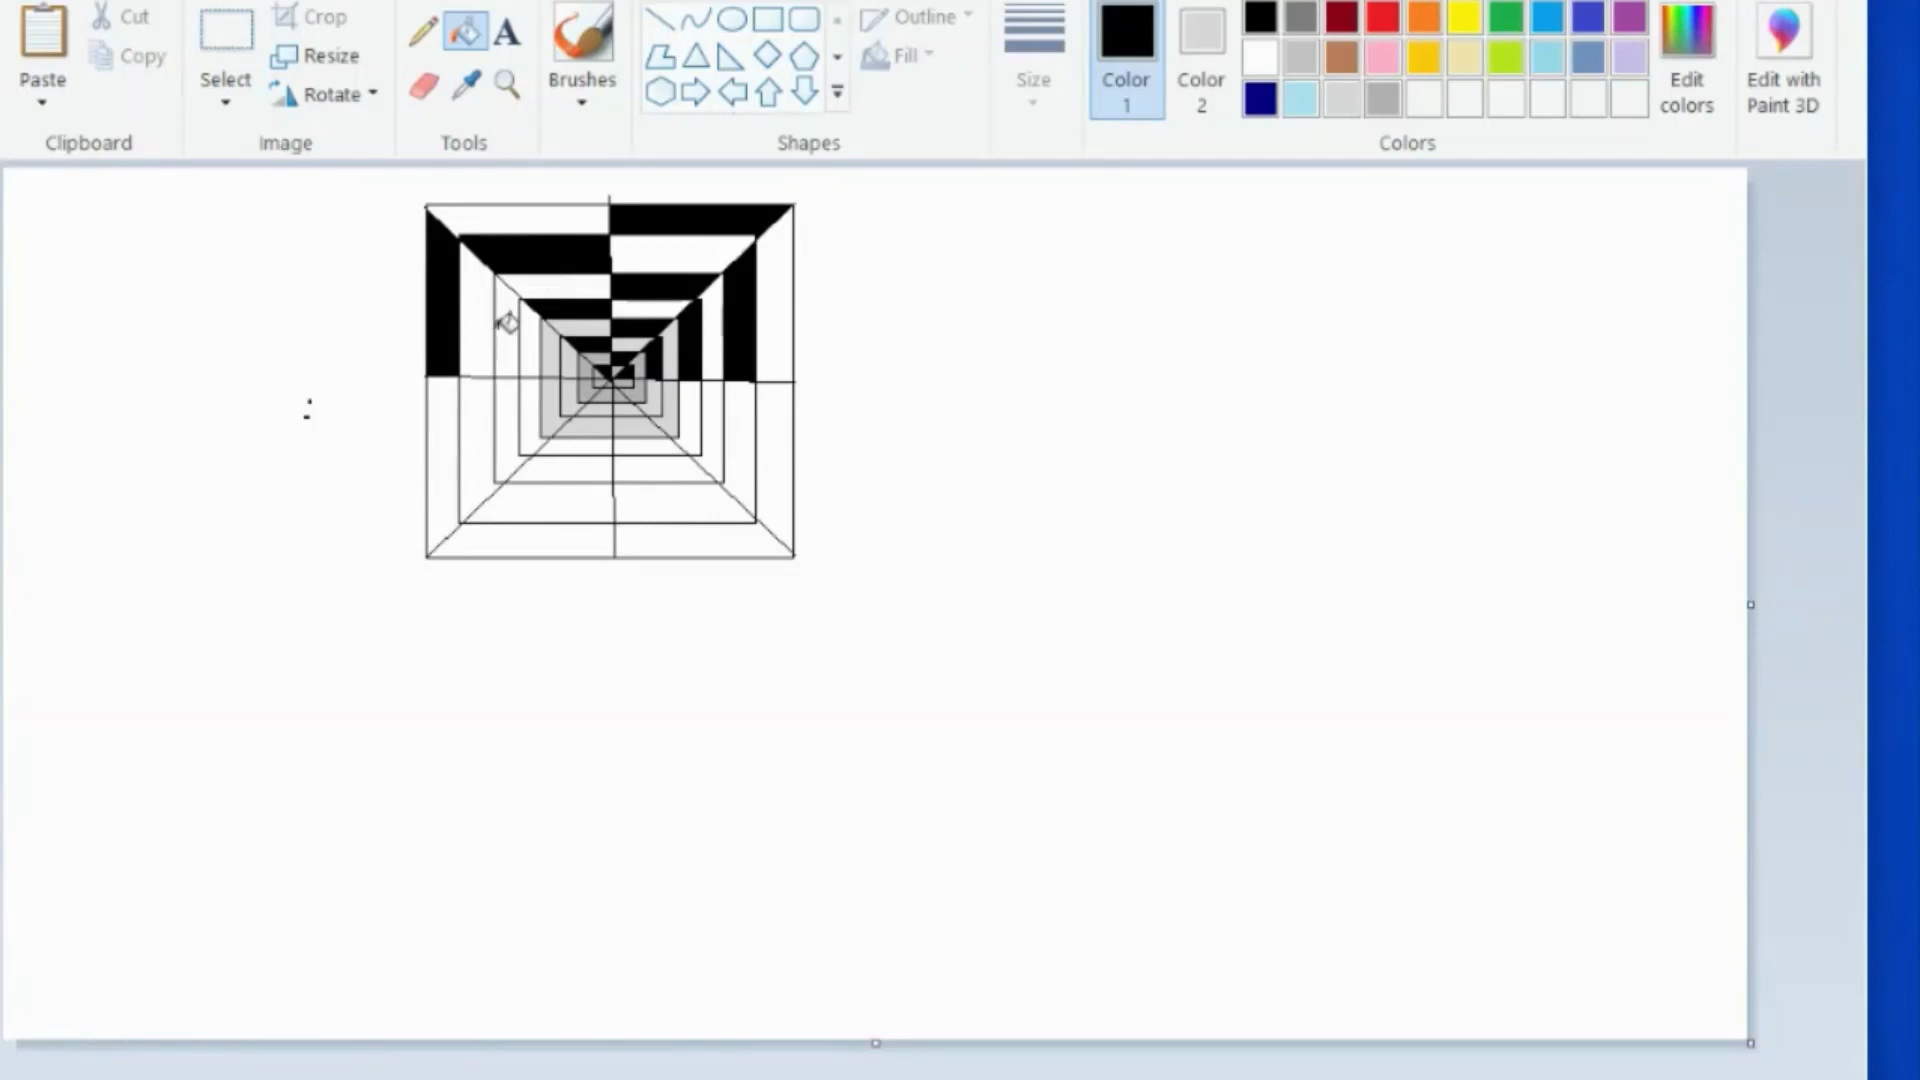 Paste
Cut
Copy
Clipboard
Select
Crop
Resize
Rotate
Image
A
Tools
Brushes
Shapes
Outline
Fill
Size
Color
1
Color
2
Colors
Edit
colors
Edit with
Paint 3D